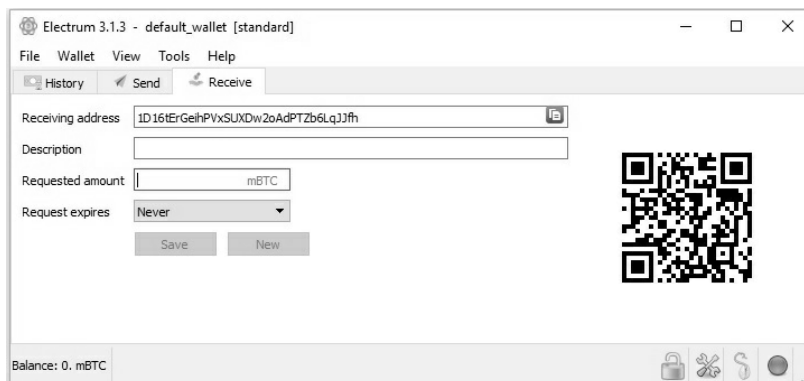 Electrum 3.1.3 - default_wallet [standard]
File Wallet View Tools Help
History Send Receive
Receiving address 1D16tErGeihPVxSUXDw2oAdPTZb6LqJJfh
Description
Requested amount mBTC
Request expires Never
Save New
Balance: 0. mBTC